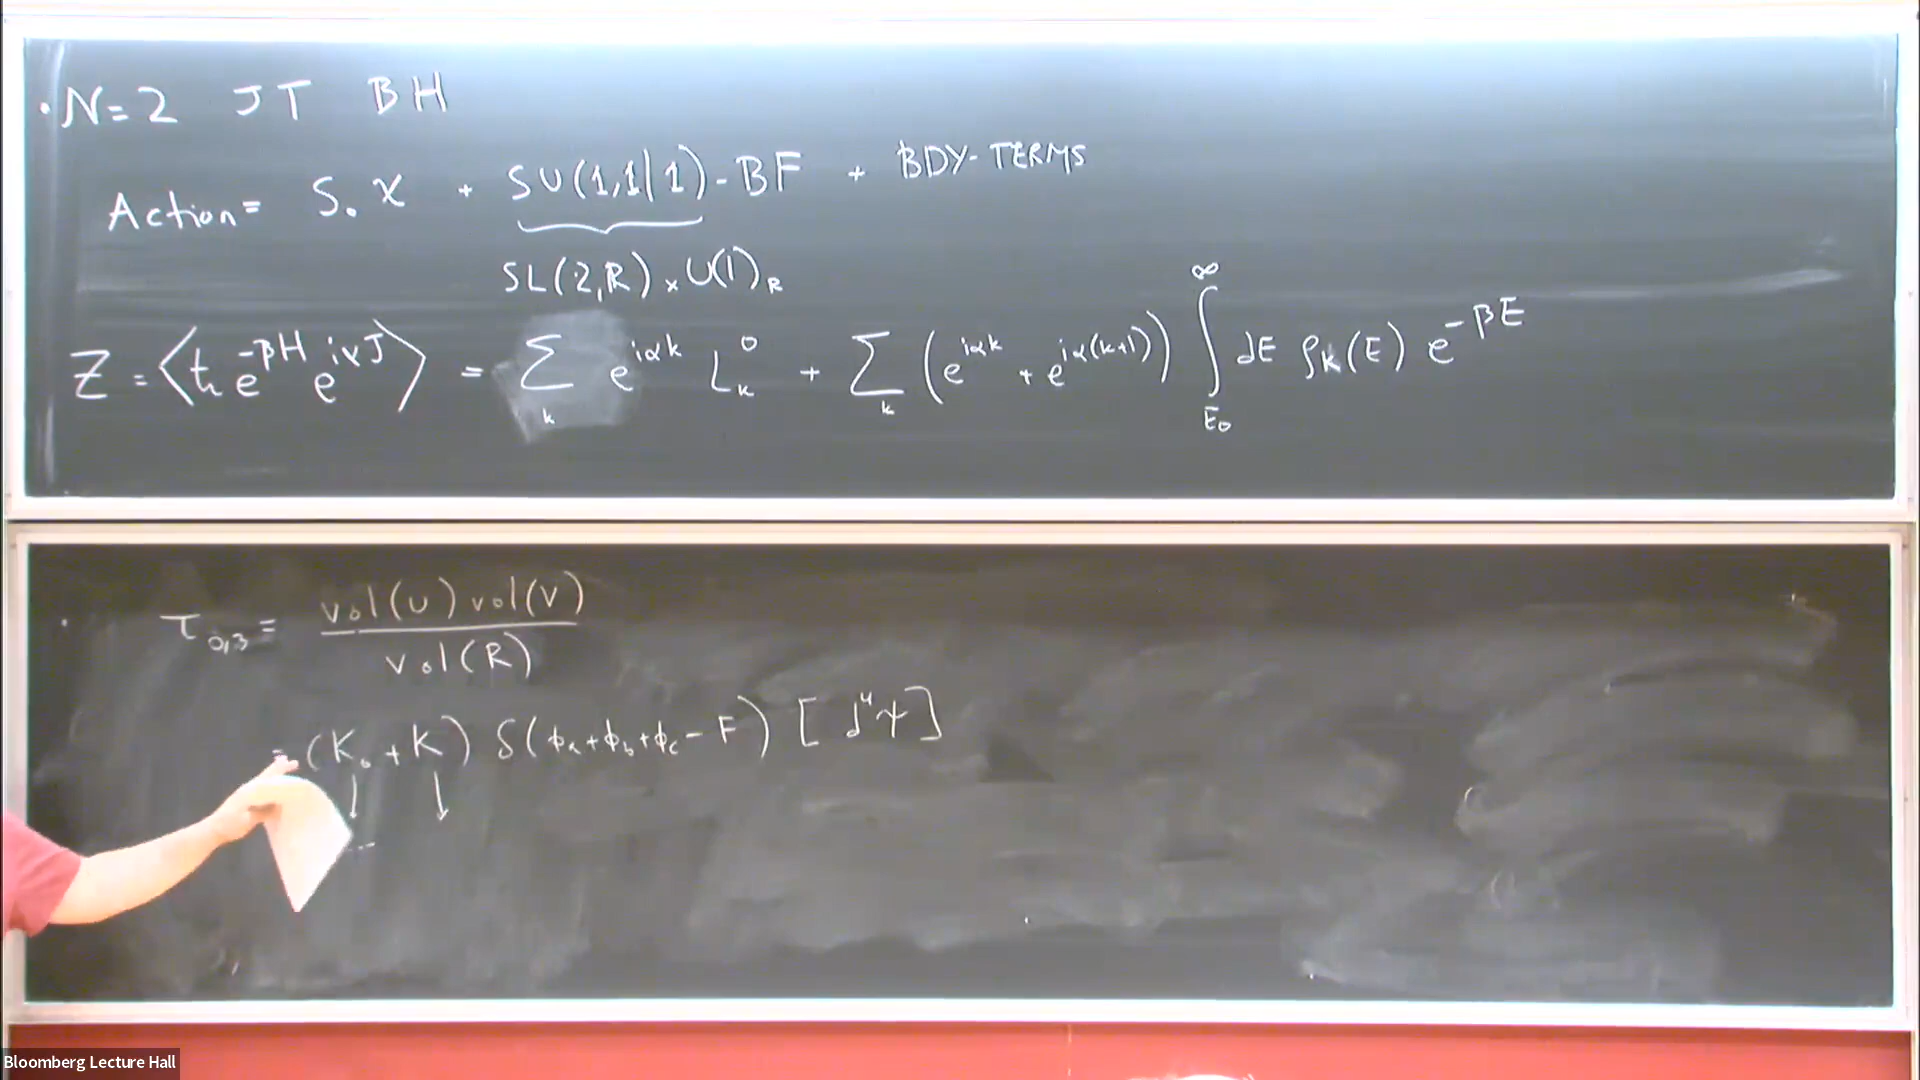 · N=2 JT BH
Action= S₀ χ + SU(1,1|1)-BF + BDY-TERMS
SL(2,R) × U(1)_R
Z = ⟨tr e^{-βH} e^{iαJ}⟩ = ∑_k e^{iαk} L_k^0 + ∑_k (e^{iαk} + e^{iα(k+1)}) ∫_{E₀}^∞ dE ρ_k(E) e^{-βE}
· τ_{0,3} = vol(U) vol(V) / vol(R)
= (K₀ + K) δ(φ_a + φ_b + φ_c - F) [d⁴ψ]
↓ ↓
Bloomberg Lecture Hall